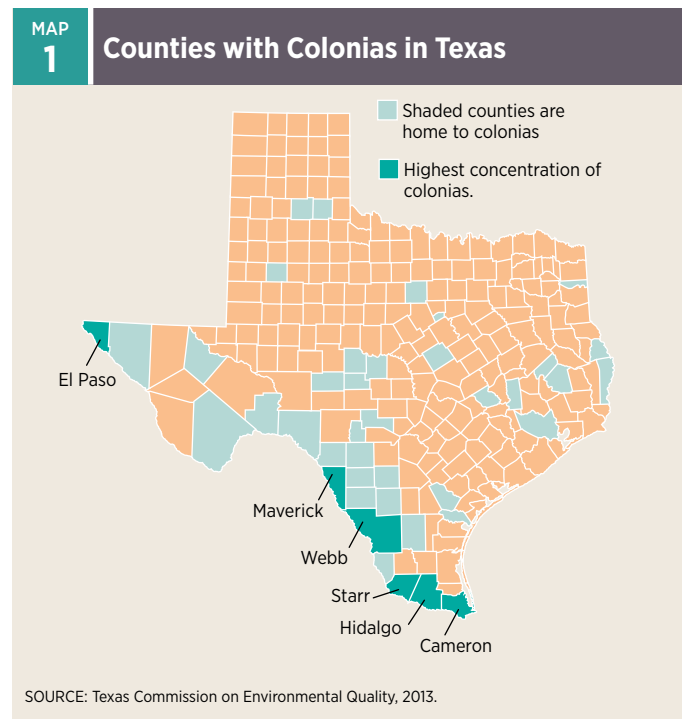 MAP
1
Counties with Colonias in Texas
Shaded counties are
home to colonias
Highest concentration of
colonias.
El Paso
Maverick
Webb
Starr
Hidalgo
Cameron
SOURCE: Texas Commission on Environmental Quality, 2013.